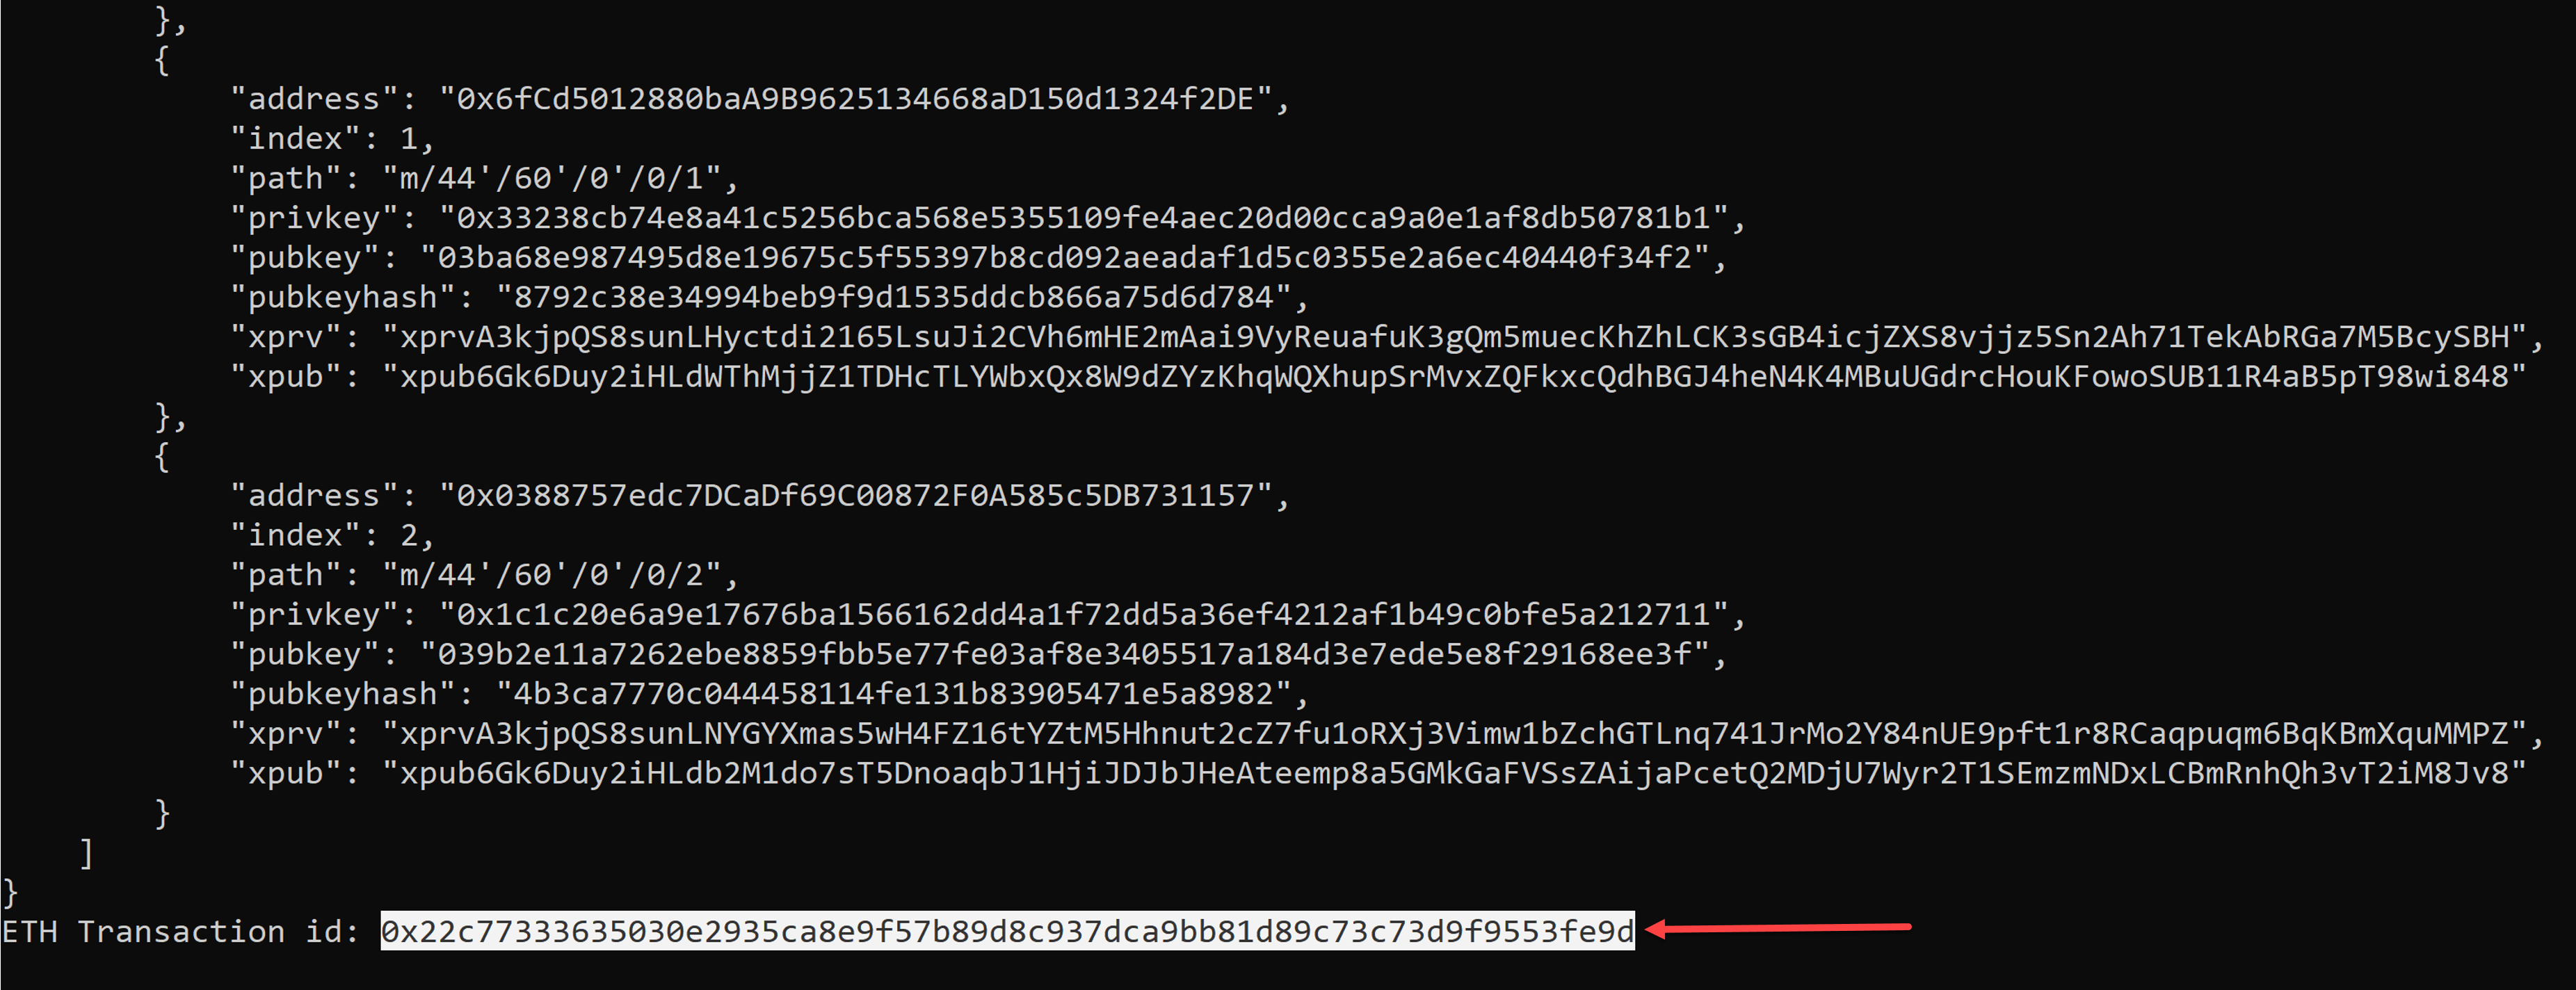 },
{
"address": "0x6fCd5012880baA9B9625134668aD150d1324f2DE",
"index": 1,
"path": "m/44'/60'/0'/0/1",
"privkey": "0x33238cb74e8a41c5256bca568e5355109fe4aec20d00cca9a0e1af8db50781b1",
"pubkey": "03ba68e987495d8e19675c5f55397b8cd092aeadaf1d5c0355e2a6ec40440f34f2",
"pubkeyhash": "8792c38e34994beb9f9d1535ddcb866a75d6d784",
"xprv": "xprvA3kjpQS8sunLHyctdi2165LsuJi2CVh6mHE2mAai9VyReuafuK3gQm5muecKhZhLCK3sGB4icjZXS8vjjz5Sn2Ah71TekAbRGa7M5BcySBH",
"xpub": "xpub6Gk6Duy2iHLdWThMjjZ1TDHcTLYWbxQx8W9dZYzKhqWQXhupSrMvxZQFkxcQdhBGJ4heN4K4MBuUGdrcHouKFowoSUB11R4aB5pT98wi848"
},
{
"address": "0x0388757edc7DCaDf69C00872F0A585c5DB731157",
"index": 2,
"path": "m/44'/60'/0'/0/2",
"privkey": "0x1c1c20e6a9e17676ba1566162dd4a1f72dd5a36ef4212af1b49c0bfe5a212711",
"pubkey": "039b2e11a7262ebe8859fbb5e77fe03af8e3405517a184d3e7ede5e8f29168ee3f",
"pubkeyhash": "4b3ca7770c044458114fe131b83905471e5a8982",
"xprv": "xprvA3kjpQS8sunLNYGYXmas5wH4FZ16tYZtM5Hhnut2cZ7fu1oRXj3Vimw1bZchGTLnq741JrMo2Y84nUE9pft1r8RCaqpuqm6BqKBmXquMMPZ",
"xpub": "xpub6Gk6Duy2iHLdb2M1do7sT5DnoaqbJ1HjiJDJbJHeAteemp8a5GMkGaFVSsZAijaPcetQ2MDjU7Wyr2T1SEmzmNDxLCBmRnhQh3vT2iM8Jv8"
}
]
}
ETH Transaction id: 0x22c77333635030e2935ca8e9f57b89d8c937dca9bb81d89c73c73d9f9553fe9d